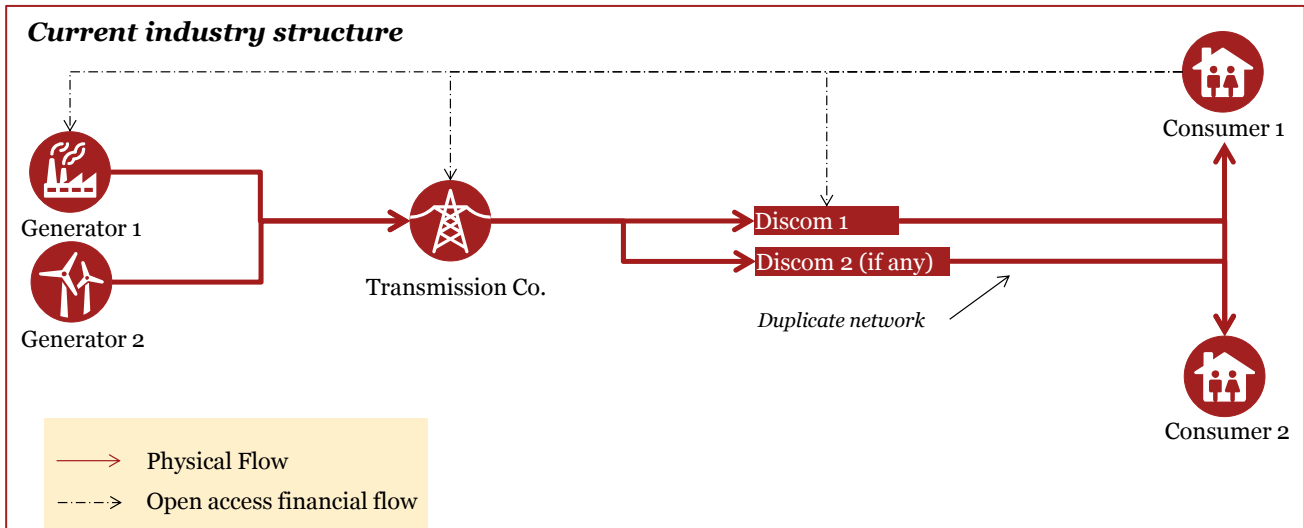 Current industry structure
Consumer 1
Generator 1
Discom 1
Discom 2 (if any)
Transmission Co.
Duplicate network
Generator 2
Consumer 2
Physical Flow
Open access financial flow